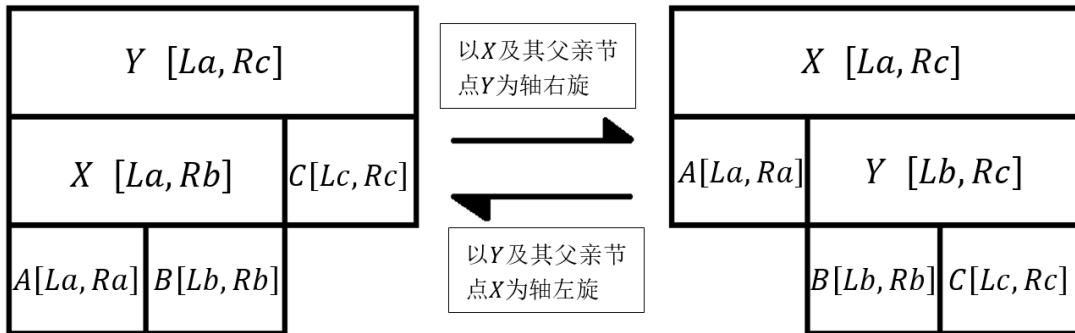 Y [La, Rc]
X [La, Rb]
C[Lc, Rc]
A[La, Ra]
B[Lb, Rb]
以X及其父亲节
点Y为轴右旋
以Y及其父亲节
点X为轴左旋
X [La, Rc]
A[La, Ra]
Y [Lb, Rc]
B[Lb, Rb]
C[Lc, Rc]